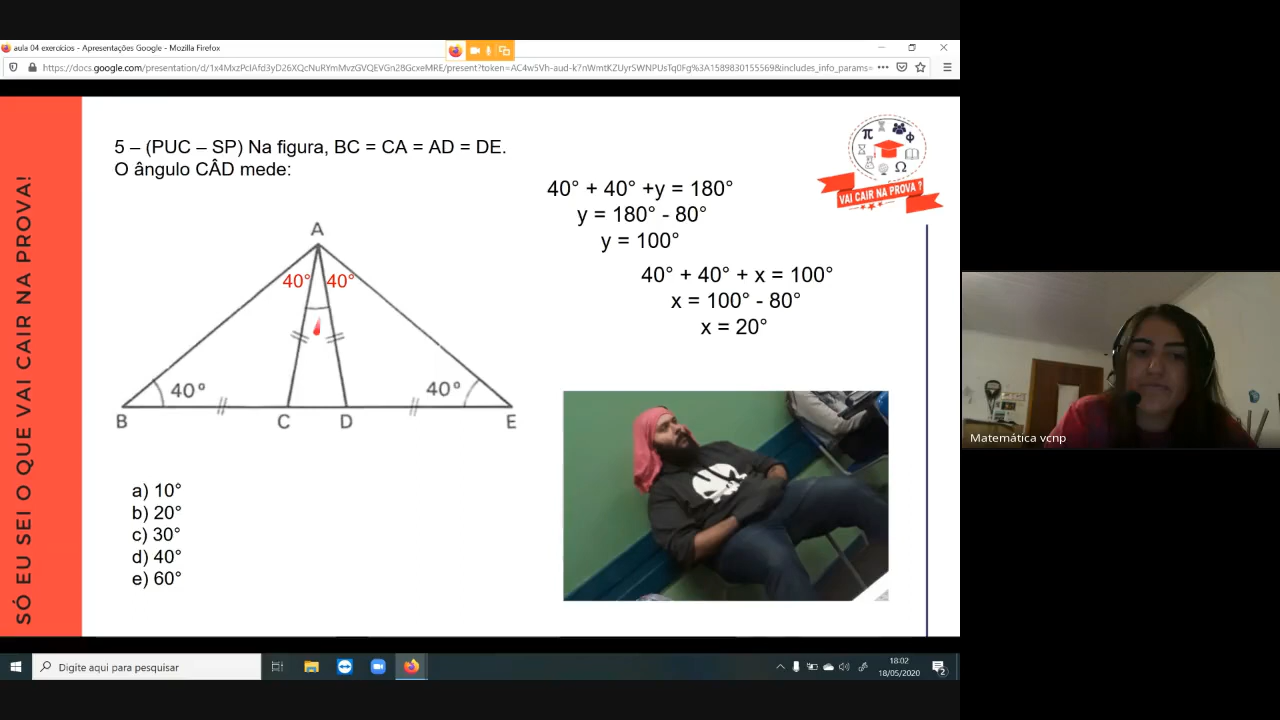 aula 04 exercícios - Apresentações Google - Mozilla Firefox
https://docs.google.com/presentation/d/1x4MxzPcIAfd3yD26XQcNuRYmMvzGVQEVGn28GcxeMRE/present?token=AC4w5Vh-aud-k7nWmtKZUyrSWNPUsTq0Fg%3A1589830155569&includes_info_params=
SÓ EU SEI O QUE VAI CAIR NA PROVA!
5 – (PUC – SP) Na figura, BC = CA = AD = DE.
O ângulo CÂD mede:
40° + 40° +y = 180°
y = 180° - 80°
y = 100°
40° + 40° + x = 100°
x = 100° - 80°
x = 20°
π
Φ
Ω
VAI CAIR NA PROVA ?
A
40° 40°
40° 40°
B C D E
a) 10°
b) 20°
c) 30°
d) 40°
e) 60°
Matemática vcnp
Digite aqui para pesquisar
18:02
18/05/2020
2